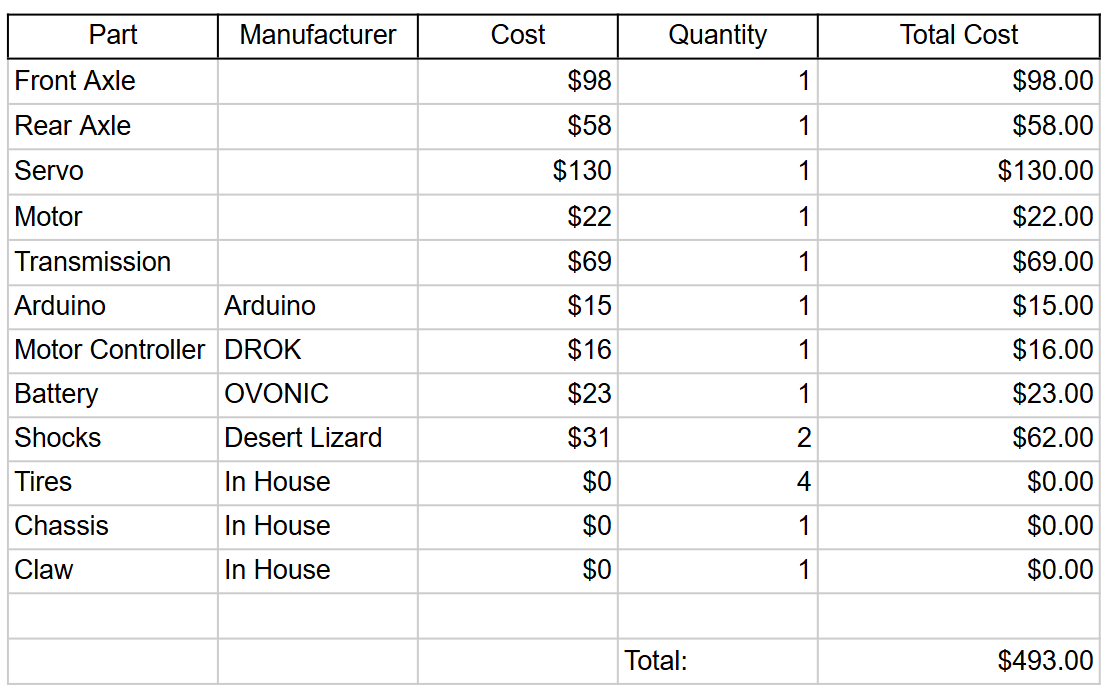 Part Manufacturer Cost Quantity Total Cost
Front Axle $98 1 $98.00
Rear Axle $58 1 $58.00
Servo $130 1 $130.00
Motor $22 1 $22.00
Transmission $69 1 $69.00
Arduino Arduino $15 1 $15.00
Motor Controller DROK $16 1 $16.00
Battery OVONIC $23 1 $23.00
Shocks Desert Lizard $31 2 $62.00
Tires In House $0 4 $0.00
Chassis In House $0 1 $0.00
Claw In House $0 1 $0.00
Total: $493.00